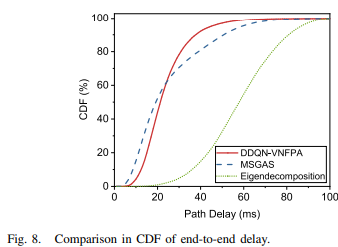 100
80
60
40
20
0
CDF (%)
DDQN-VNFPA
MSGAS
Eigendecomposition
0 20 40 60 80 100
Path Delay (ms)
Fig. 8. Comparison in CDF of end-to-end delay.